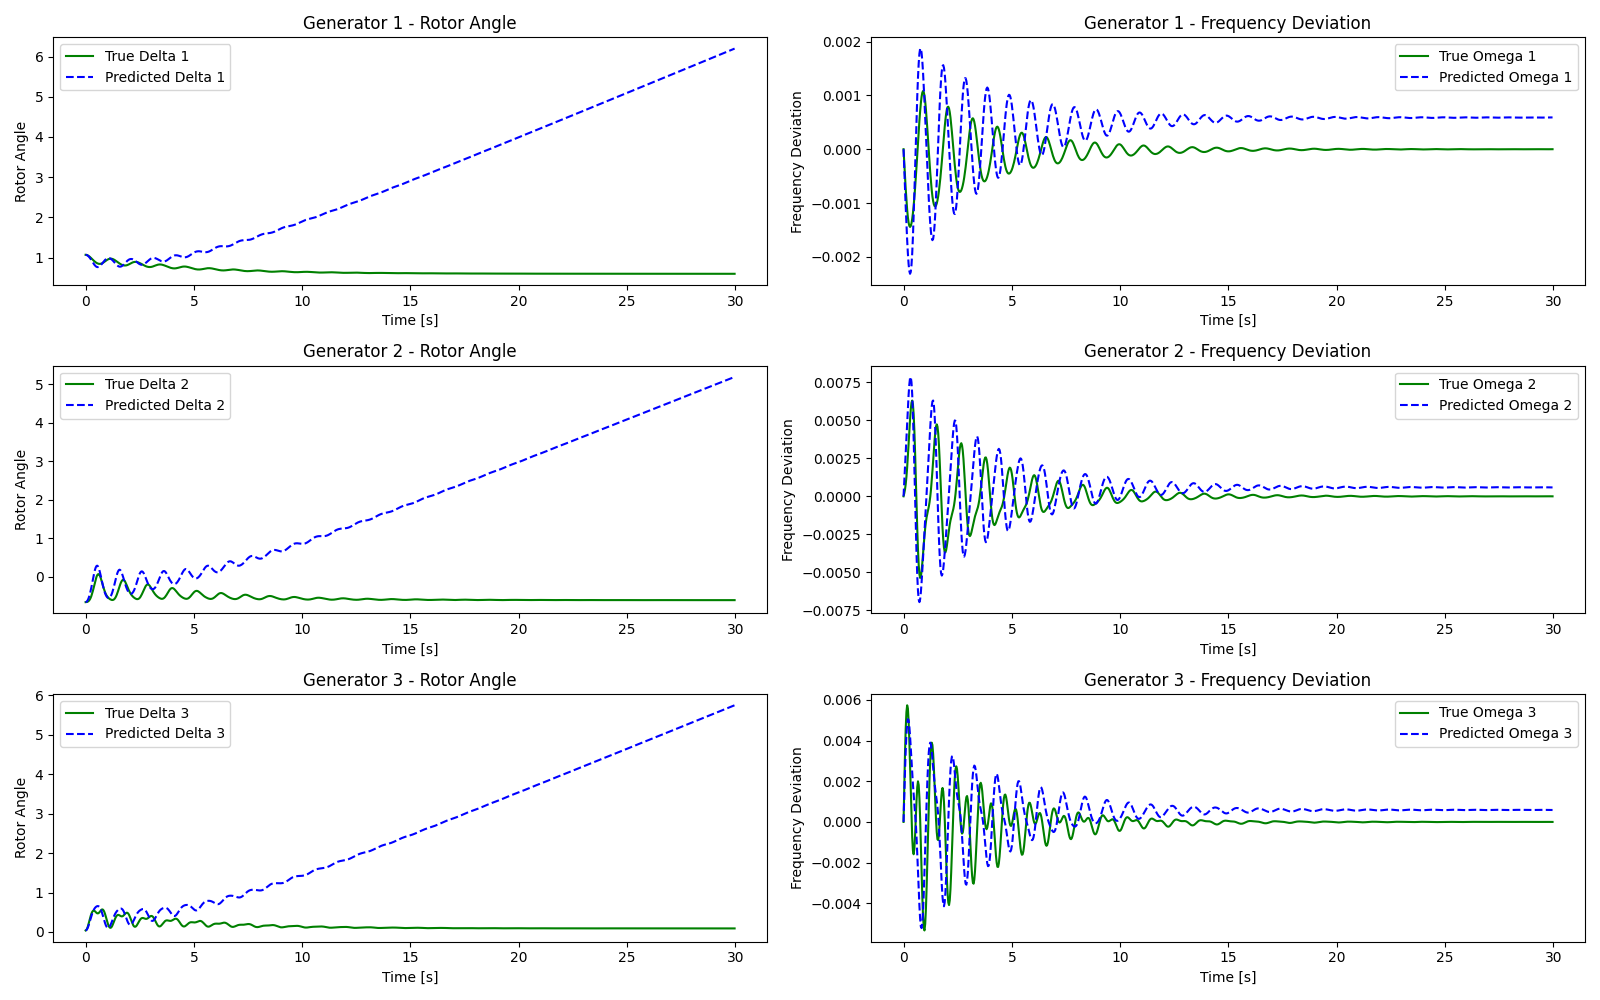 Generator 1 - Rotor Angle
True Delta 1
Predicted Delta 1
Rotor Angle
6
5
4
3
2
1
0 5 10 15 20 25 30
Time [s]
Generator 1 - Frequency Deviation
True Omega 1
Predicted Omega 1
Frequency Deviation
0.002
0.001
0.000
−0.001
−0.002
0 5 10 15 20 25 30
Time [s]
Generator 2 - Rotor Angle
True Delta 2
Predicted Delta 2
Rotor Angle
5
4
3
2
1
0
0 5 10 15 20 25 30
Time [s]
Generator 2 - Frequency Deviation
True Omega 2
Predicted Omega 2
Frequency Deviation
0.0075
0.0050
0.0025
0.0000
−0.0025
−0.0050
−0.0075
0 5 10 15 20 25 30
Time [s]
Generator 3 - Rotor Angle
True Delta 3
Predicted Delta 3
Rotor Angle
6
5
4
3
2
1
0
0 5 10 15 20 25 30
Time [s]
Generator 3 - Frequency Deviation
True Omega 3
Predicted Omega 3
Frequency Deviation
0.006
0.004
0.002
0.000
−0.002
−0.004
0 5 10 15 20 25 30
Time [s]